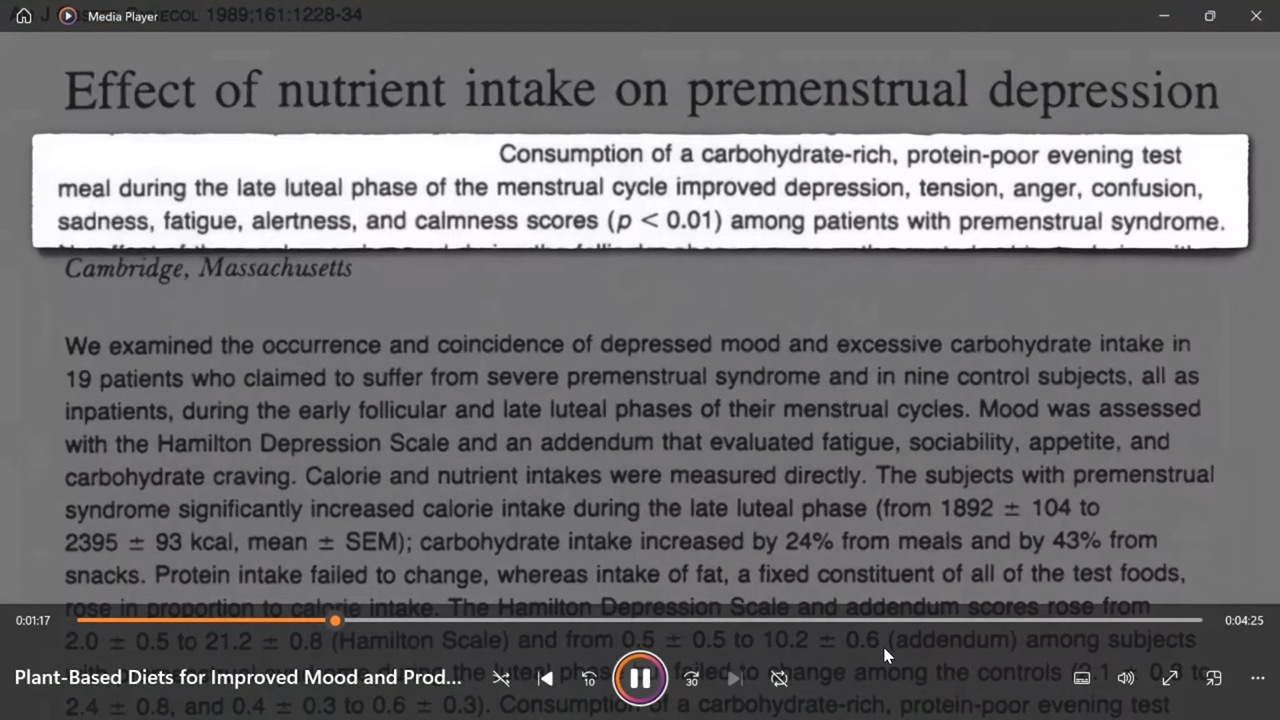 J GYNECOL 1989;161:1228-34
Media Player
Effect of nutrient intake on premenstrual depression
Consumption of a carbohydrate-rich, protein-poor evening test
meal during the late luteal phase of the menstrual cycle improved depression, tension, anger, confusion,
sadness, fatigue, alertness, and calmness scores (p < 0.01) among patients with premenstrual syndrome.
Cambridge, Massachusetts
We examined the occurrence and coincidence of depressed mood and excessive carbohydrate intake in
19 patients who claimed to suffer from severe premenstrual syndrome and in nine control subjects, all as
inpatients, during the early follicular and late luteal phases of their menstrual cycles. Mood was assessed
with the Hamilton Depression Scale and an addendum that evaluated fatigue, sociability, appetite, and
carbohydrate craving. Calorie and nutrient intakes were measured directly. The subjects with premenstrual
syndrome significantly increased calorie intake during the late luteal phase (from 1892 ± 104 to
2395 ± 93 kcal, mean ± SEM); carbohydrate intake increased by 24% from meals and by 43% from
snacks. Protein intake failed to change, whereas intake of fat, a fixed constituent of all of the test foods,
rose in proportion to calorie intake. The Hamilton Depression Scale and addendum scores rose from
0:01:17
0:04:25
2.0 ± 0.5 to 21.2 ± 0.8 (Hamilton Scale) and from 0.5 ± 0.5 to 10.2 ± 0.6 (addendum) among subjects
Plant-Based Diets for Improved Mood and Prod...
during the luteal failed to change among the controls to
10
30
2.4 ± 0.8, and 0.4 ± 0.3 to 0.6 ± 0.3). Consumption of a carbohydrate-rich, protein-poor evening test